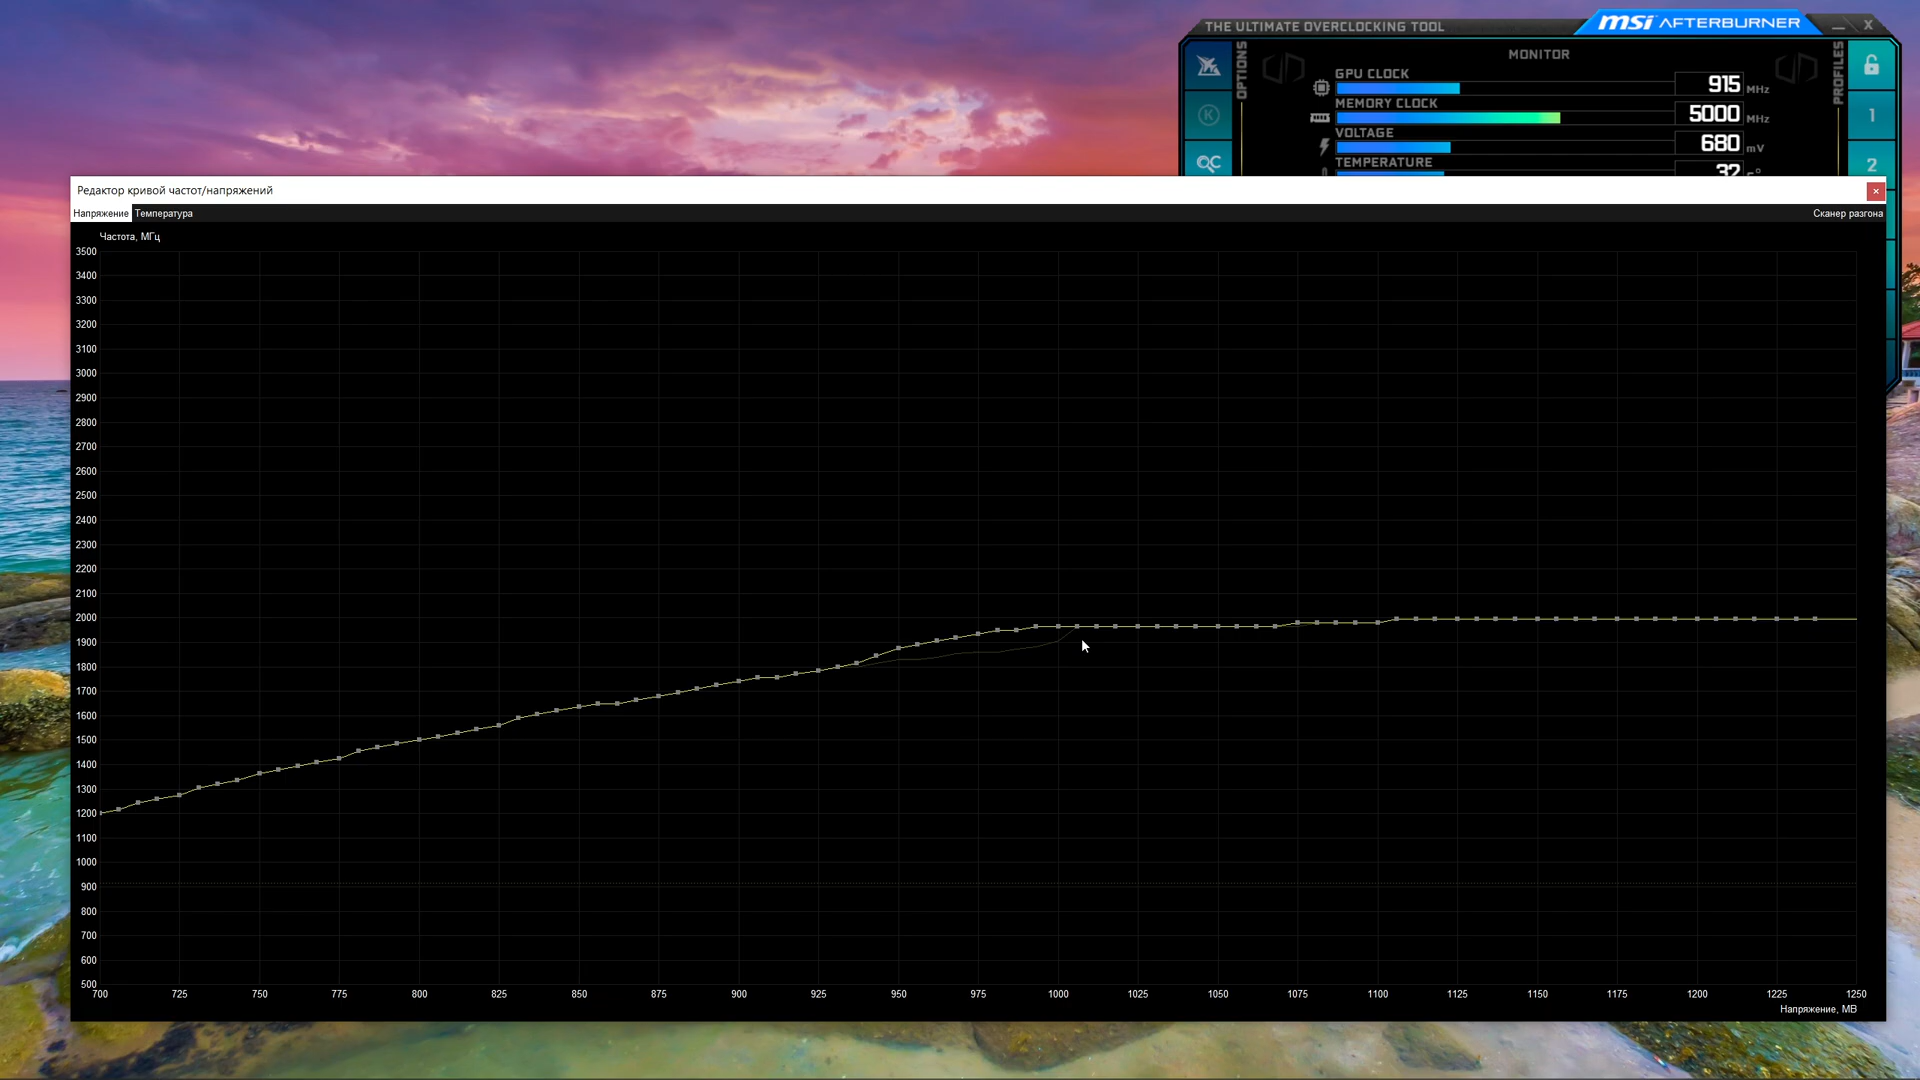 THE ULTIMATE OVERCLOCKING TOOL
msi AFTERBURNER
OPTIONS
MONITOR
PROFILES
GPU CLOCK 915 MHz
MEMORY CLOCK 5000 MHz
VOLTAGE 680 mV
TEMPERATURE
K
OC
1
2
Редактор кривой частот/напряжений
Напряжение Температура Сканер разгона
Частота, МГц
3500
3400
3300
3200
3100
3000
2900
2800
2700
2600
2500
2400
2300
2200
2100
2000
1900
1800
1700
1600
1500
1400
1300
1200
1100
1000
900
800
700
600
500
700 725 750 775 800 825 850 875 900 925 950 975 1000 1025 1050 1075 1100 1125 1150 1175 1200 1225 1250
Напряжение, МВ